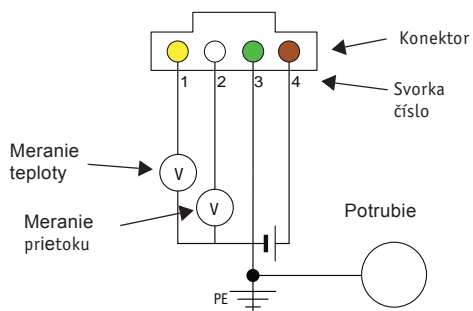 Konektor
1 2 3 4
Svorka
číslo
Meranie
teploty
V
Meranie
prietoku
V
Potrubie
PE